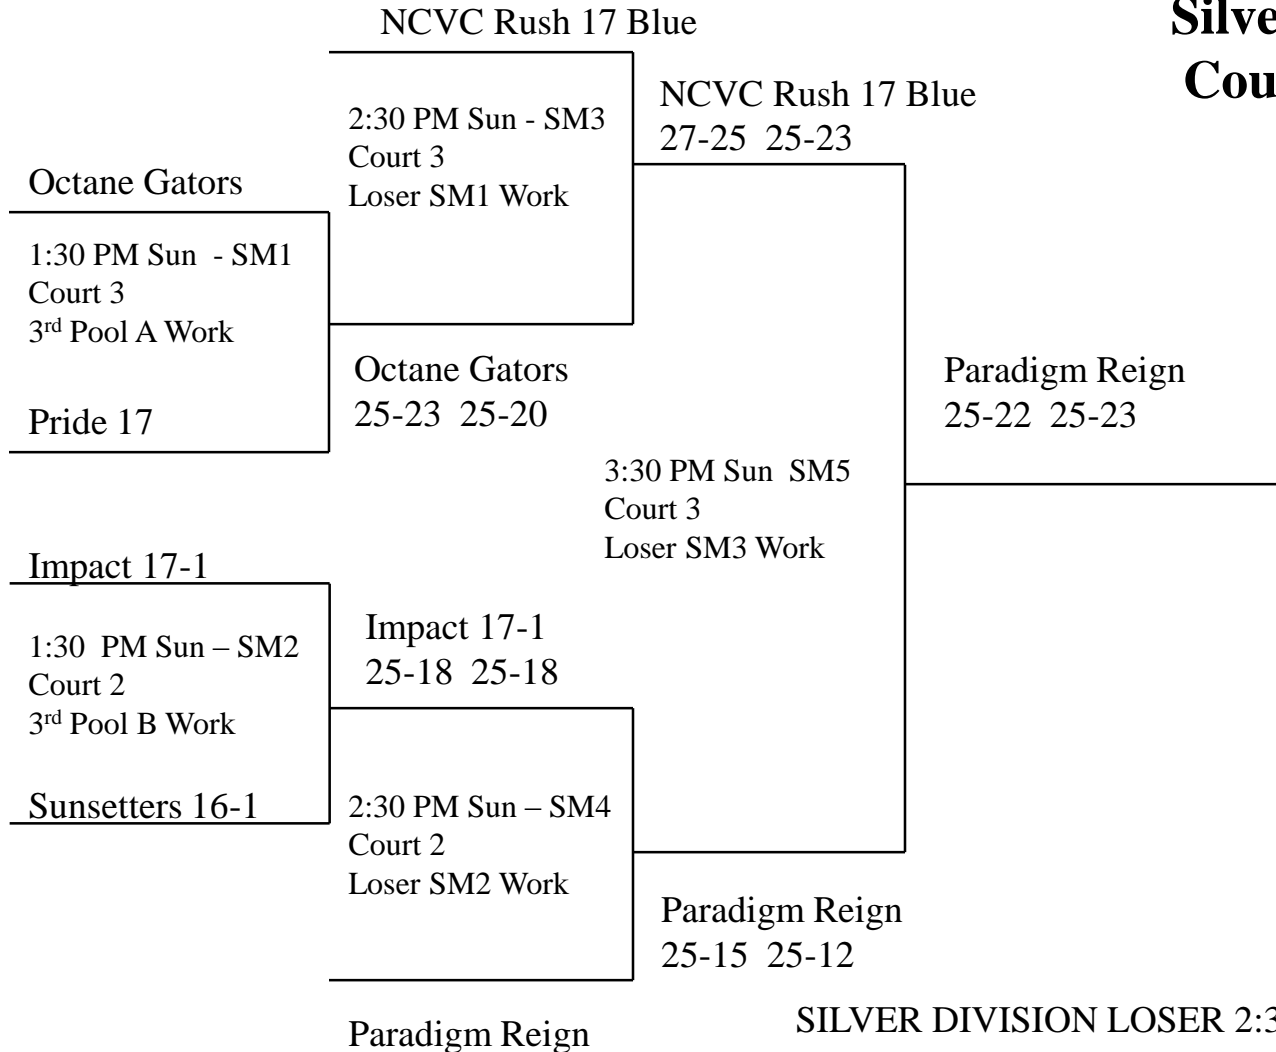 NCVC Rush 17 Blue
Silve
Cou
2:30 PM Sun - SM3
Court 3
Loser SM1 Work
NCVC Rush 17 Blue
27-25  25-23
Octane Gators
1:30 PM Sun  - SM1
Court 3
3rd Pool A Work
Pride 17
Octane Gators
25-23  25-20
Paradigm Reign
25-22  25-23
3:30 PM Sun  SM5
Court 3
Loser SM3 Work
Impact 17-1
1:30  PM Sun – SM2
Court 2
3rd Pool B Work
Sunsetters 16-1
Impact 17-1
25-18  25-18
2:30 PM Sun – SM4
Court 2
Loser SM2 Work
Paradigm Reign
25-15  25-12
Paradigm Reign
SILVER DIVISION LOSER 2:3